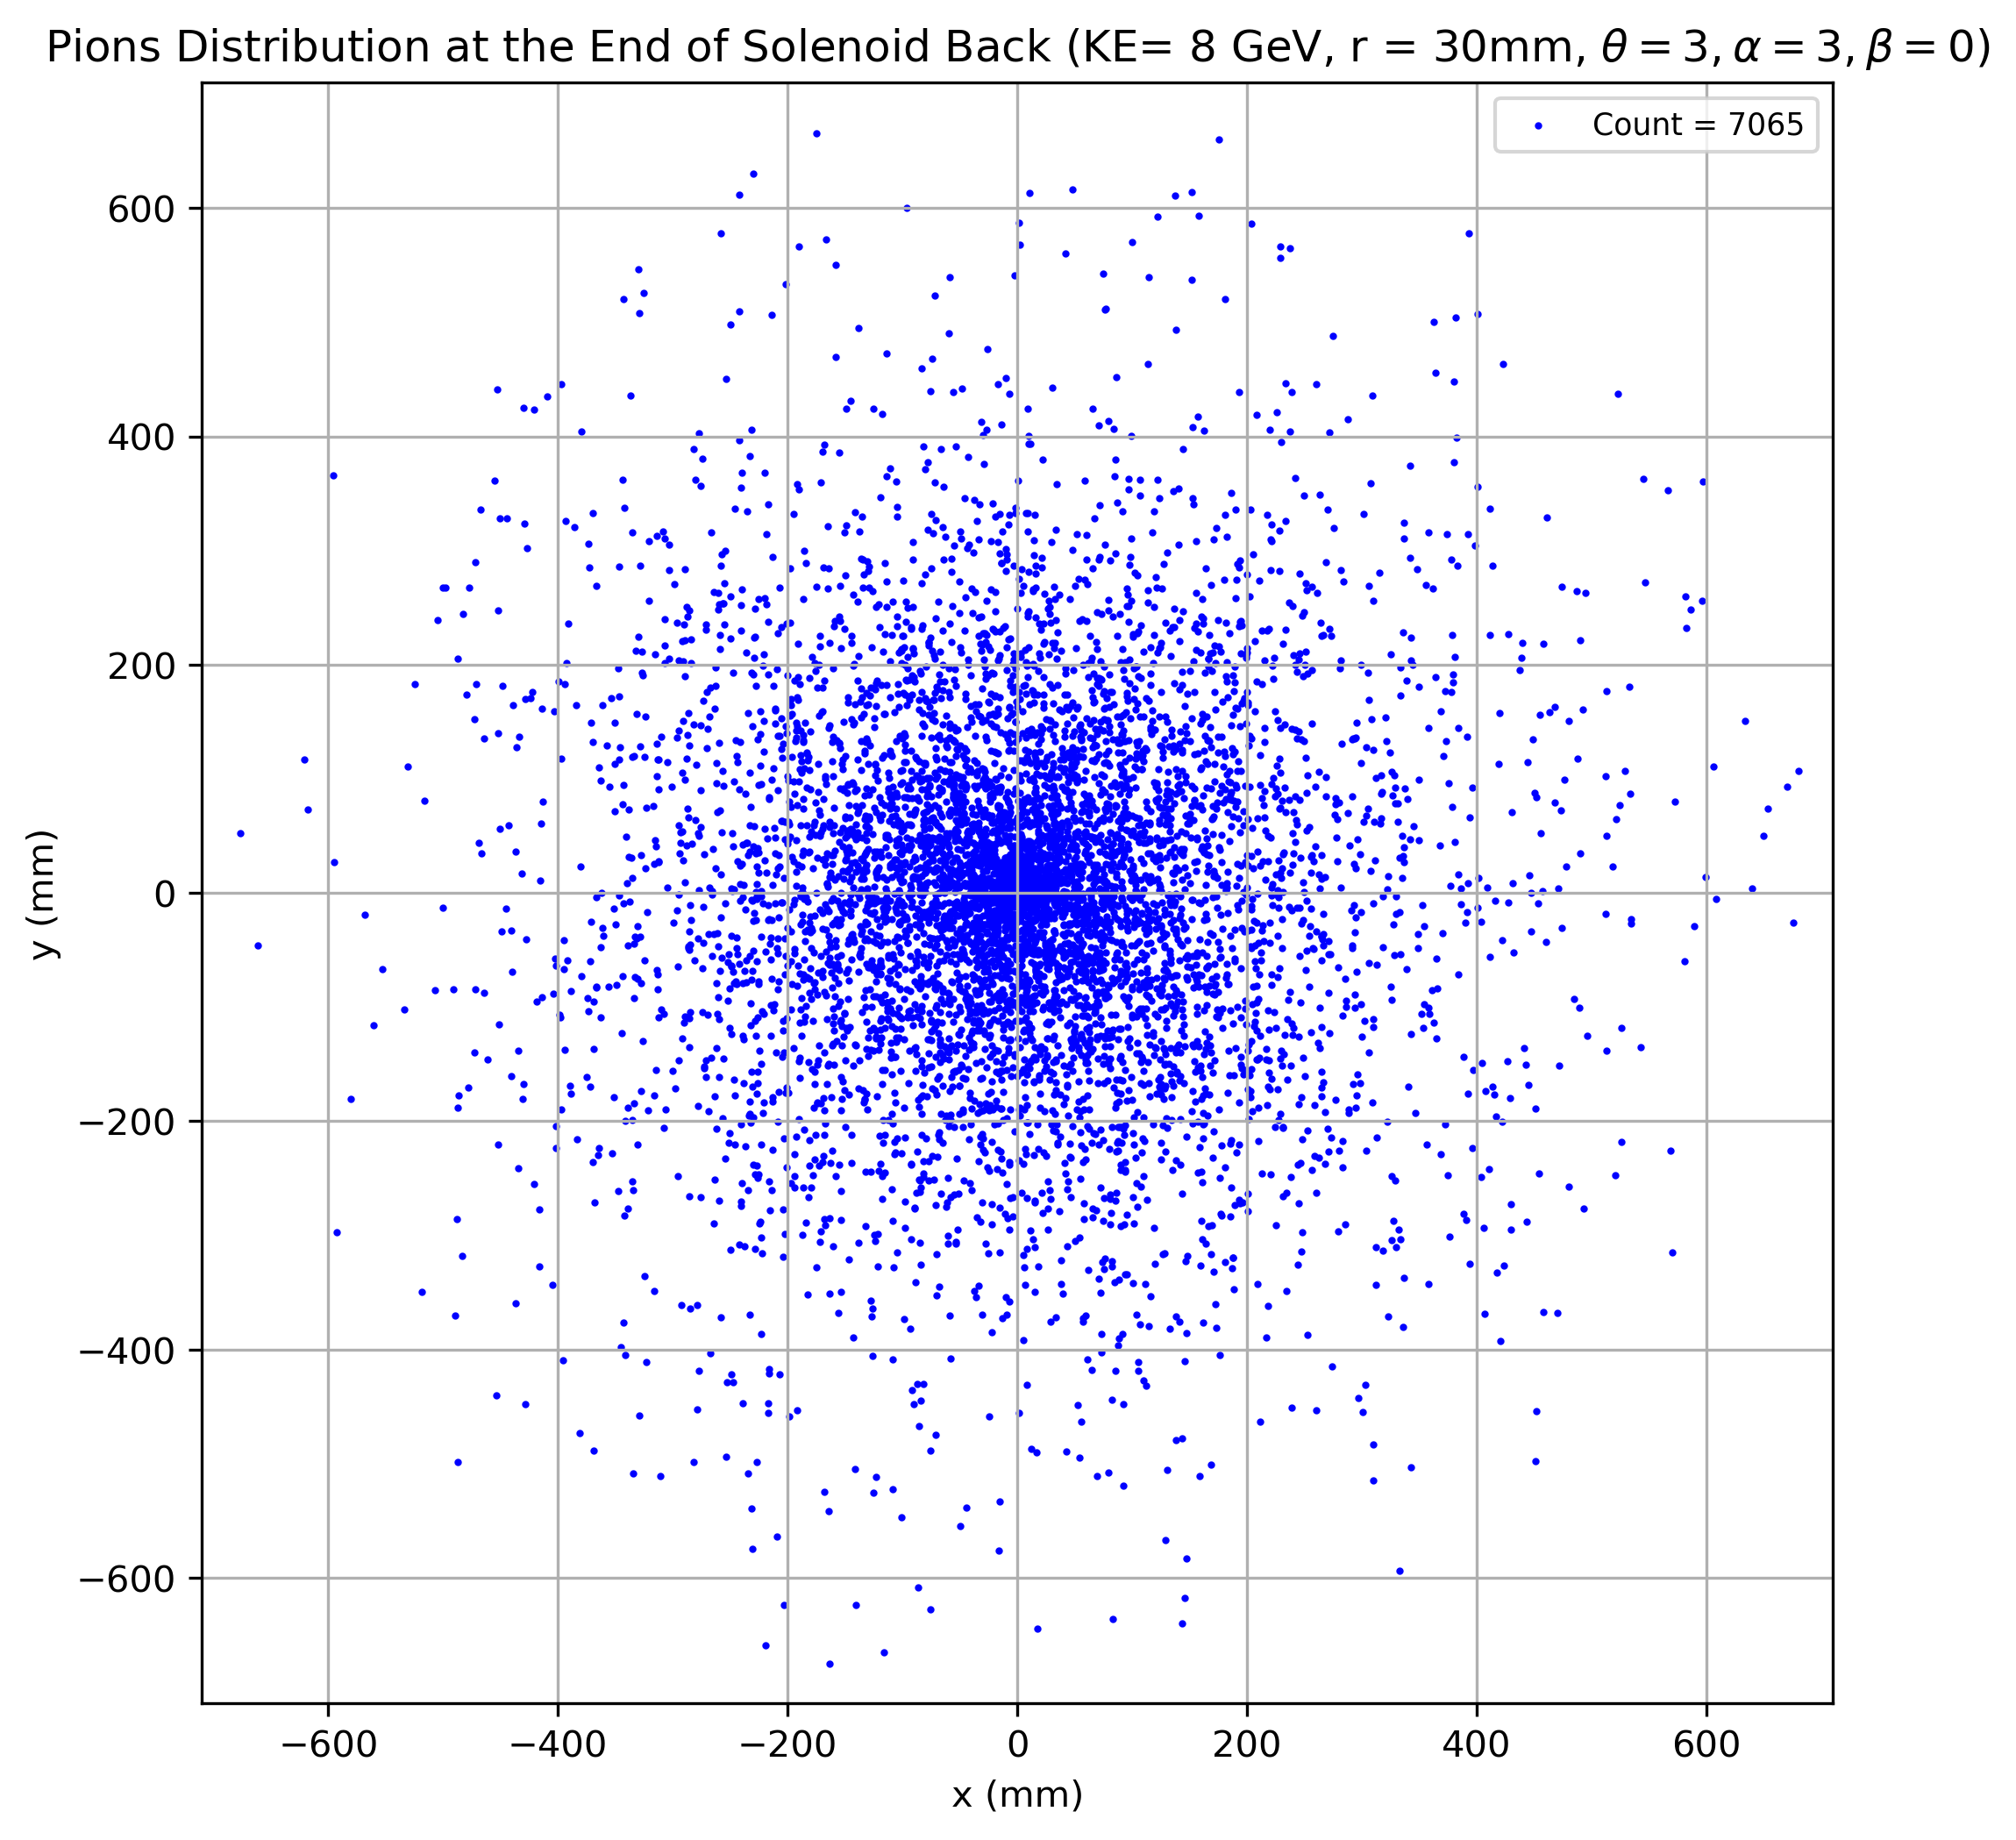 Pions Distribution at the End of Solenoid Back (KE= 8 GeV, r = 30mm, θ = 3, α = 3, β = 0)
Count = 7065
600
400
200
0
−200
−400
−600
y (mm)
−600 −400 −200 0 200 400 600
x (mm)